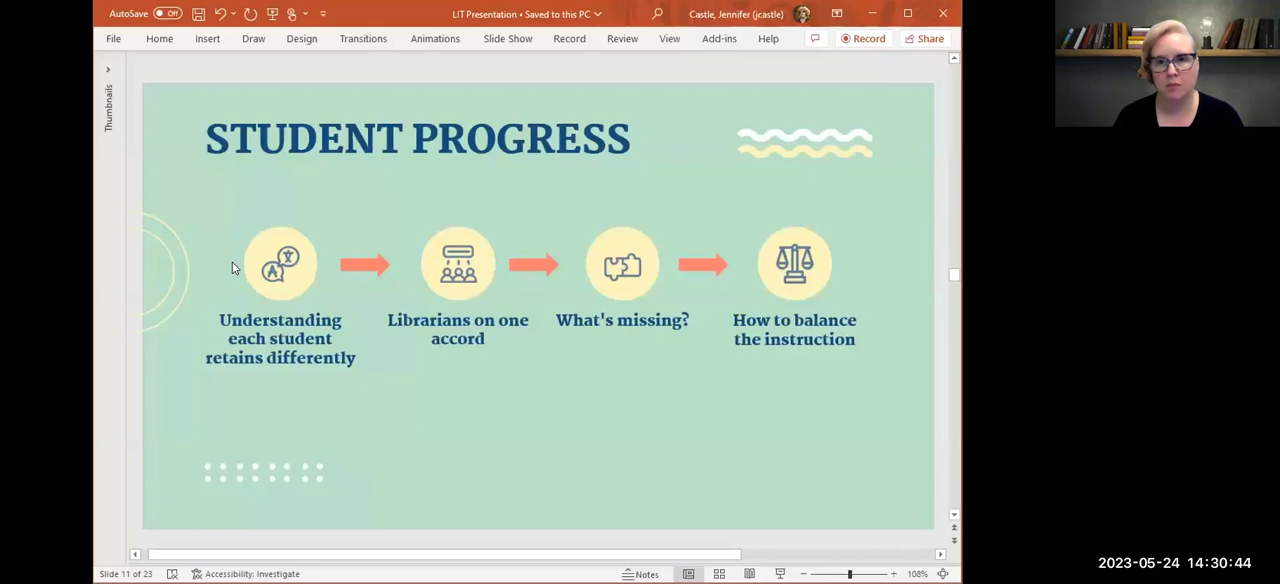 AutoSave Off
LIT Presentation • Saved to this PC
Castle, Jennifer (jcastle)
File Home Insert Draw Design Transitions Animations Slide Show Record Review View Add-ins Help Record Share
Thumbnails
STUDENT PROGRESS
A
Understanding
each student
retains differently
Librarians on one
accord
What's missing?
How to balance
the instruction
Slide 11 of 23
Accessibility: Investigate
Notes
108%
2023-05-24 14:30:44